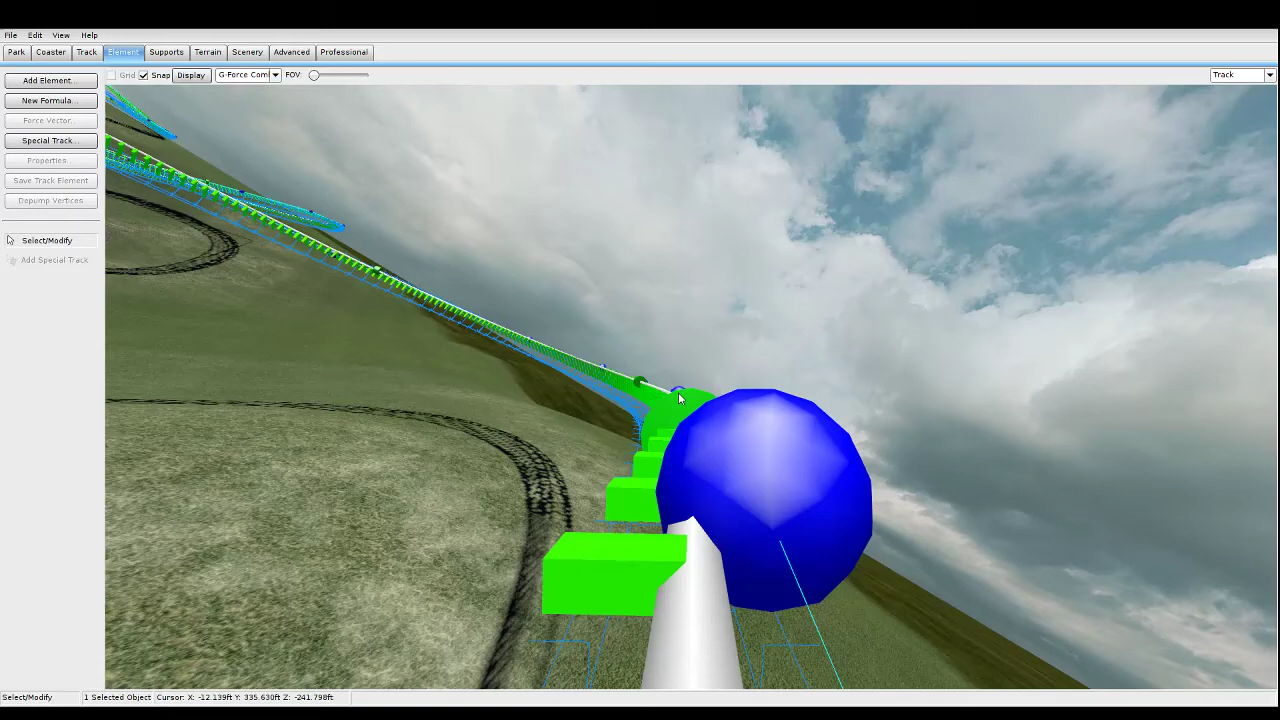 File Edit View Help
Park Coaster Track Element Supports Terrain Scenery Advanced Professional
Grid Snap Display G-Force Com FOV: Track
Add Element...
New Formula...
Force Vector...
Special Track...
Properties
Save Track Element
Depump Vertices
Select/Modify
Add Special Track
Select/Modify 1 Selected Object Cursor: X: -12.139ft Y: 335.630ft Z: -241.798ft